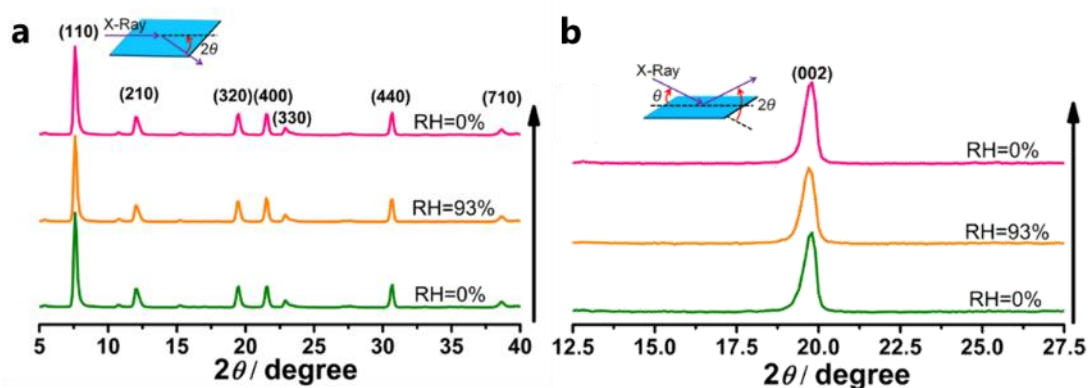 a
X-Ray
2θ
(110)
(210)
(320)
(400)
(330)
(440)
(710)
RH=0%
RH=93%
RH=0%
5 10 15 20 25 30 35 40
2θ / degree
b
X-Ray
θ
2θ
(002)
RH=0%
RH=93%
RH=0%
12.5 15.0 17.5 20.0 22.5 25.0 27.5
2θ / degree